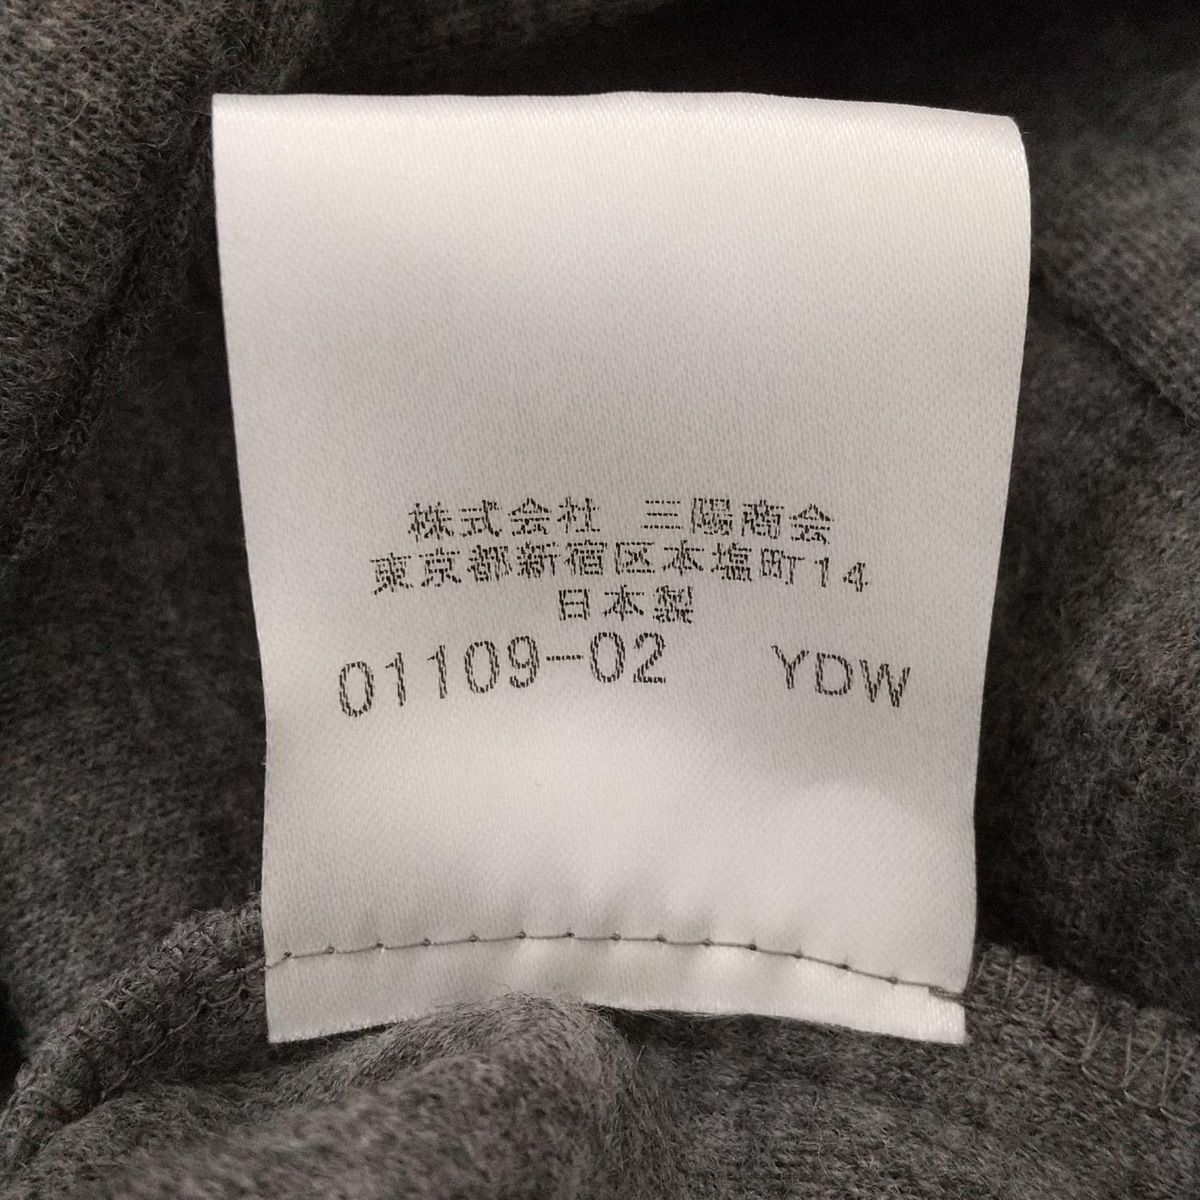 株式会社 三陽商会
東京都新宿区本塩町14
日本製
01109-02 YDW